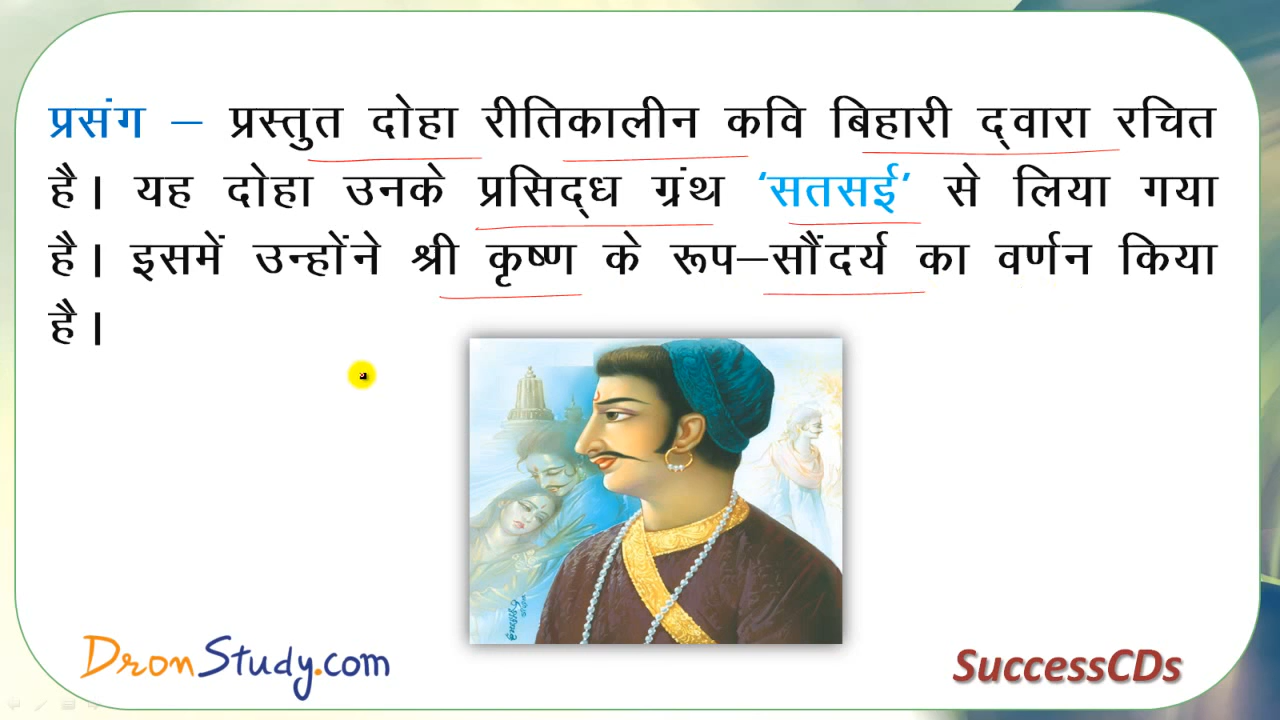 प्रसंग – प्रस्तुत दोहा रीतिकालीन कवि बिहारी द्‌वारा रचित
है। यह दोहा उनके प्रसिद्‌ध ग्रंथ ‘सतसई’ से लिया गया
है। इसमें उन्होंने श्री कृष्ण के रूप–सौंदर्य का वर्णन किया
है।
DronStudy.com
SuccessCDs